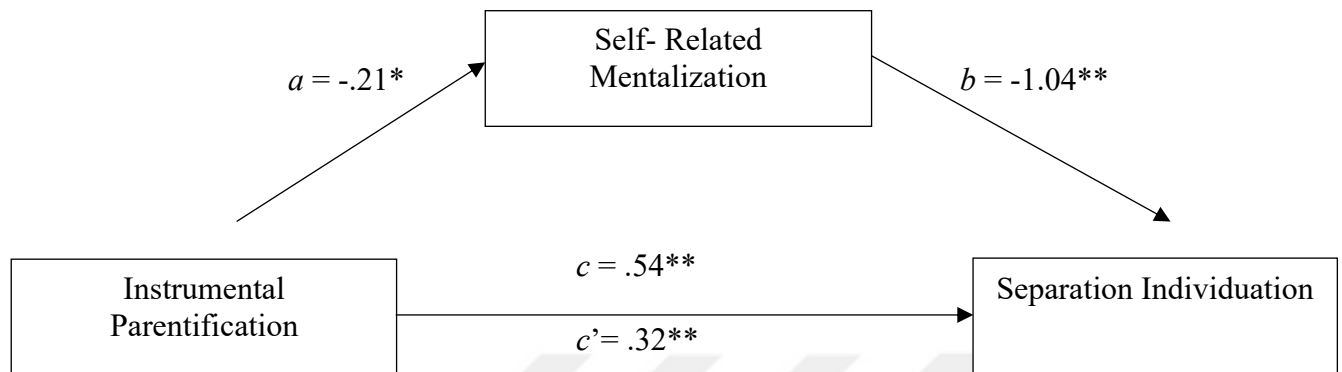 Self- Related
Mentalization
a = -.21*
b = -1.04**
c = .54**
Instrumental
Parentification
Separation Individuation
c’= .32**